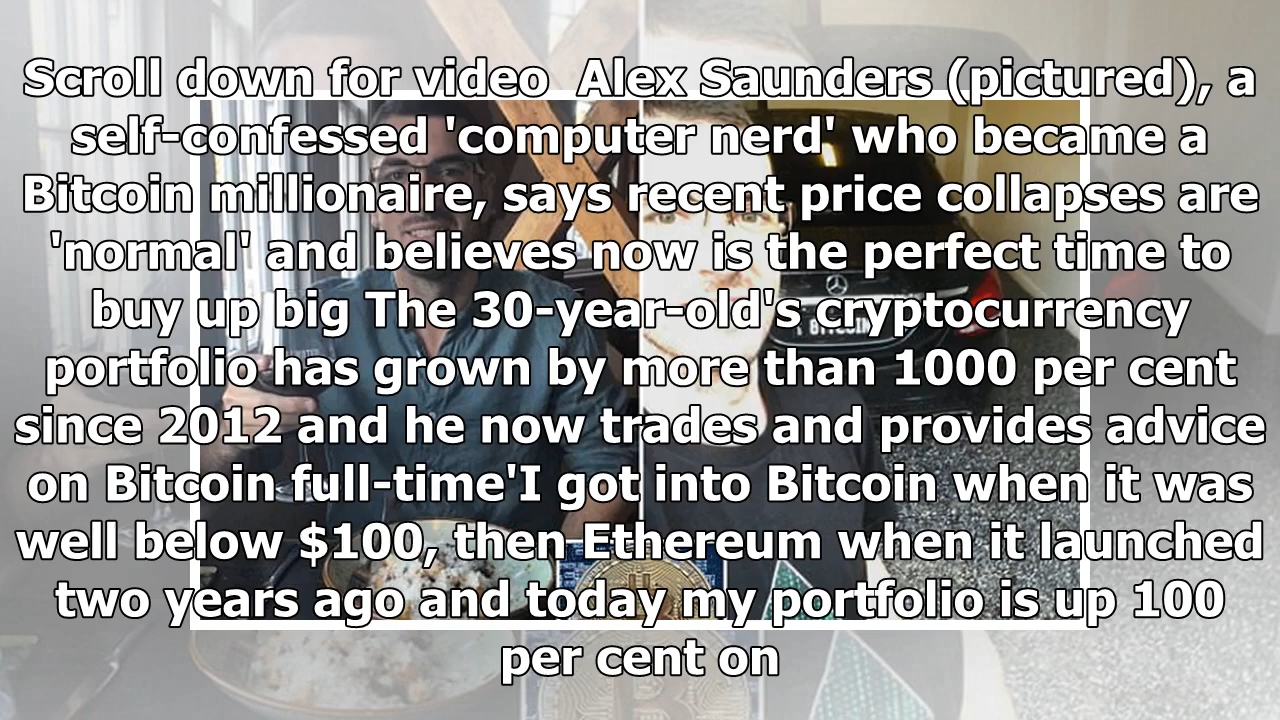 Scroll down for video  Alex Saunders (pictured), a
self-confessed 'computer nerd' who became a
Bitcoin millionaire, says recent price collapses are
'normal' and believes now is the perfect time to
buy up big The 30-year-old's cryptocurrency
portfolio has grown by more than 1000 per cent
since 2012 and he now trades and provides advice
on Bitcoin full-time'I got into Bitcoin when it was
well below $100, then Ethereum when it launched
two years ago and today my portfolio is up 100
per cent on